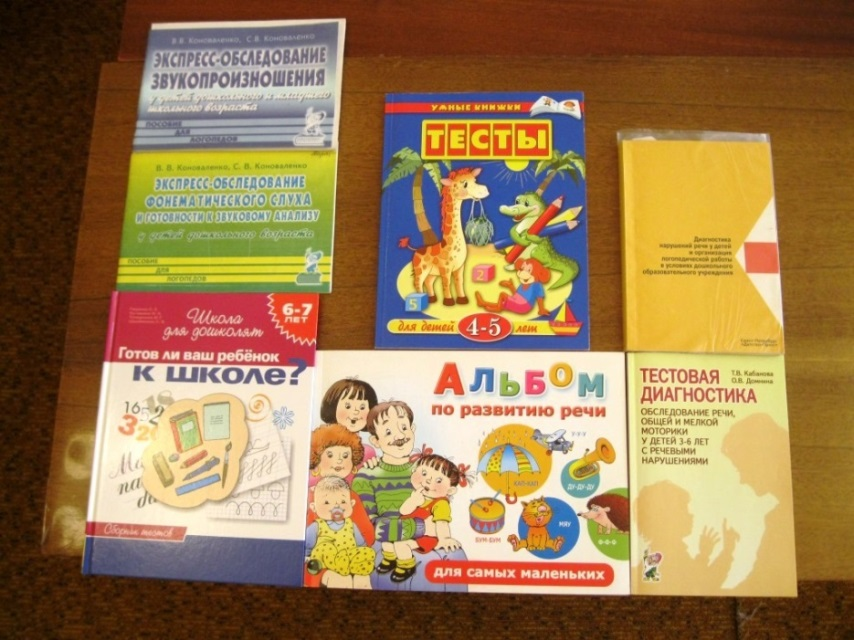 В.В. Коноваленко, С.В. Коноваленко
ЭКСПРЕСС-ОБСЛЕДОВАНИЕ
ЗВУКОПРОИЗНОШЕНИЯ
у детей дошкольного и младшего
школьного возраста
ПОСОБИЕ
ДЛЯ
ЛОГОПЕДОВ
В. В. Коноваленко, С. В. Коноваленко
ЭКСПРЕСС-ОБСЛЕДОВАНИЕ
ФОНЕМАТИЧЕСКОГО СЛУХА
И ГОТОВНОСТИ К ЗВУКОВОМУ АНАЛИЗУ
у детей дошкольного возраста
ПОСОБИЕ
ДЛЯ
ЛОГОПЕДОВ
УМНЫЕ КНИЖКИ
ТЕСТЫ
5
2
для детей 4-5 лет
Диагностика
нарушений речи у детей
и организация
логопедической работы
в условиях дошкольного
образовательного учреждения
Школа
для дошколят
6-7
ЛЕТ
Готов ли ваш ребёнок
к школе?
Сборник тестов
АЛЬБОМ
по развитию речи
КАП-КАП
ДУ-ДУ-ДУ
БУМ-БУМ
МЯУ
Ф-Ф-Ф
для самых маленьких
Т.В. Кабанова
О.В. Домнина
ТЕСТОВАЯ
ДИАГНОСТИКА
ОБСЛЕДОВАНИЕ РЕЧИ,
ОБЩЕЙ И МЕЛКОЙ
МОТОРИКИ
У ДЕТЕЙ 3-6 ЛЕТ
С РЕЧЕВЫМИ
НАРУШЕНИЯМИ